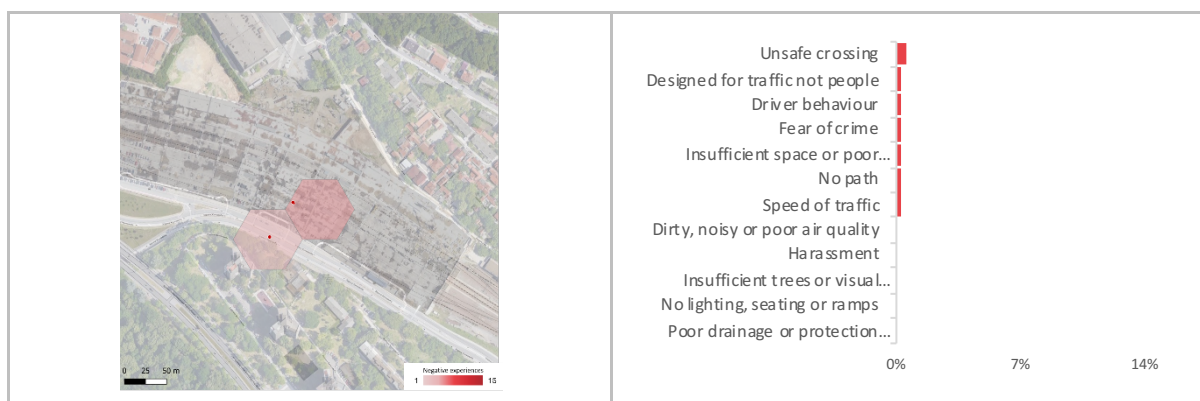 0 25 50 m
Negative experiences
1 15
Unsafe crossing
Designed for traffic not people
Driver behaviour
Fear of crime
Insufficient space or poor…
No path
Speed of traffic
Dirty, noisy or poor air quality
Harassment
Insufficient trees or visual…
No lighting, seating or ramps
Poor drainage or protection…
0% 7% 14%